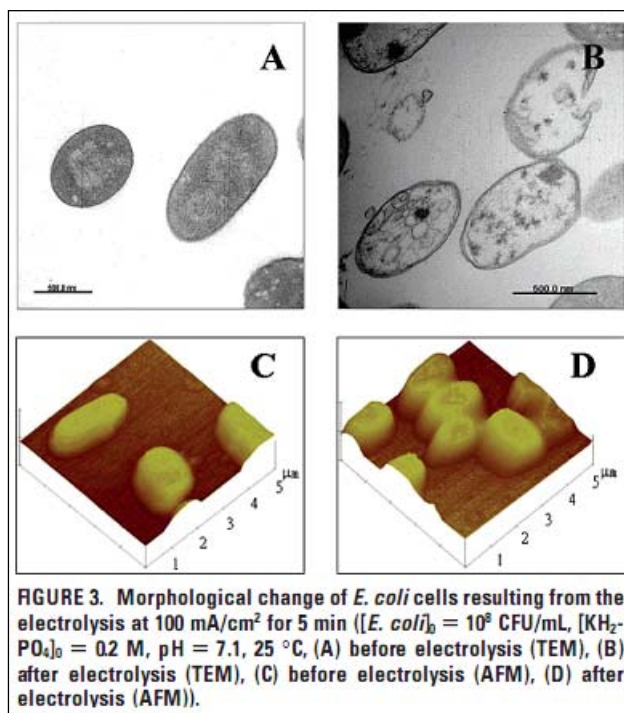 A
B
500.0 nm
500.0 nm
C
D
1 2 3 4 5 μm
1 2 3 4 5 μm
FIGURE 3. Morphological change of E. coli cells resulting from the
electrolysis at 100 mA/cm² for 5 min ([E. coli]₀ = 10⁸ CFU/mL, [KH₂-
PO₄]₀ = 0.2 M, pH = 7.1, 25 °C, (A) before electrolysis (TEM), (B)
after electrolysis (TEM), (C) before electrolysis (AFM), (D) after
electrolysis (AFM)).